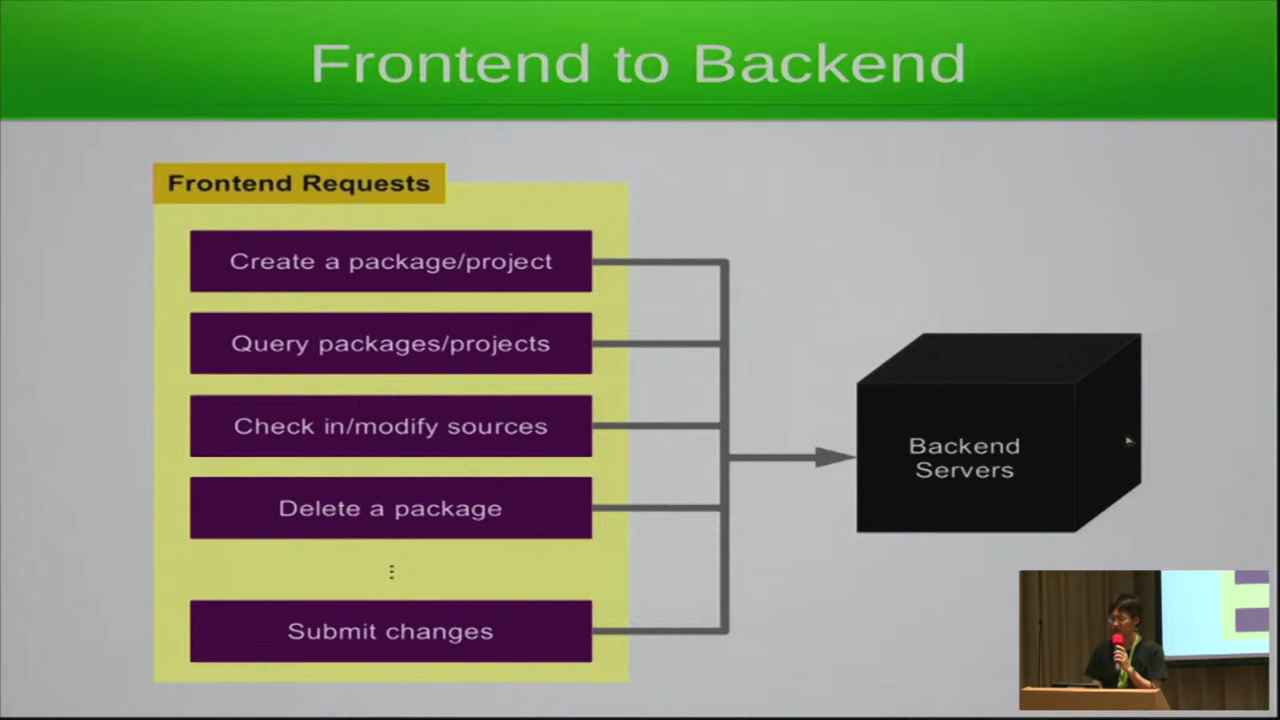 Frontend to Backend
Frontend Requests
Create a package/project
Query packages/projects
Check in/modify sources
Delete a package
⋮
Submit changes
Backend
Servers